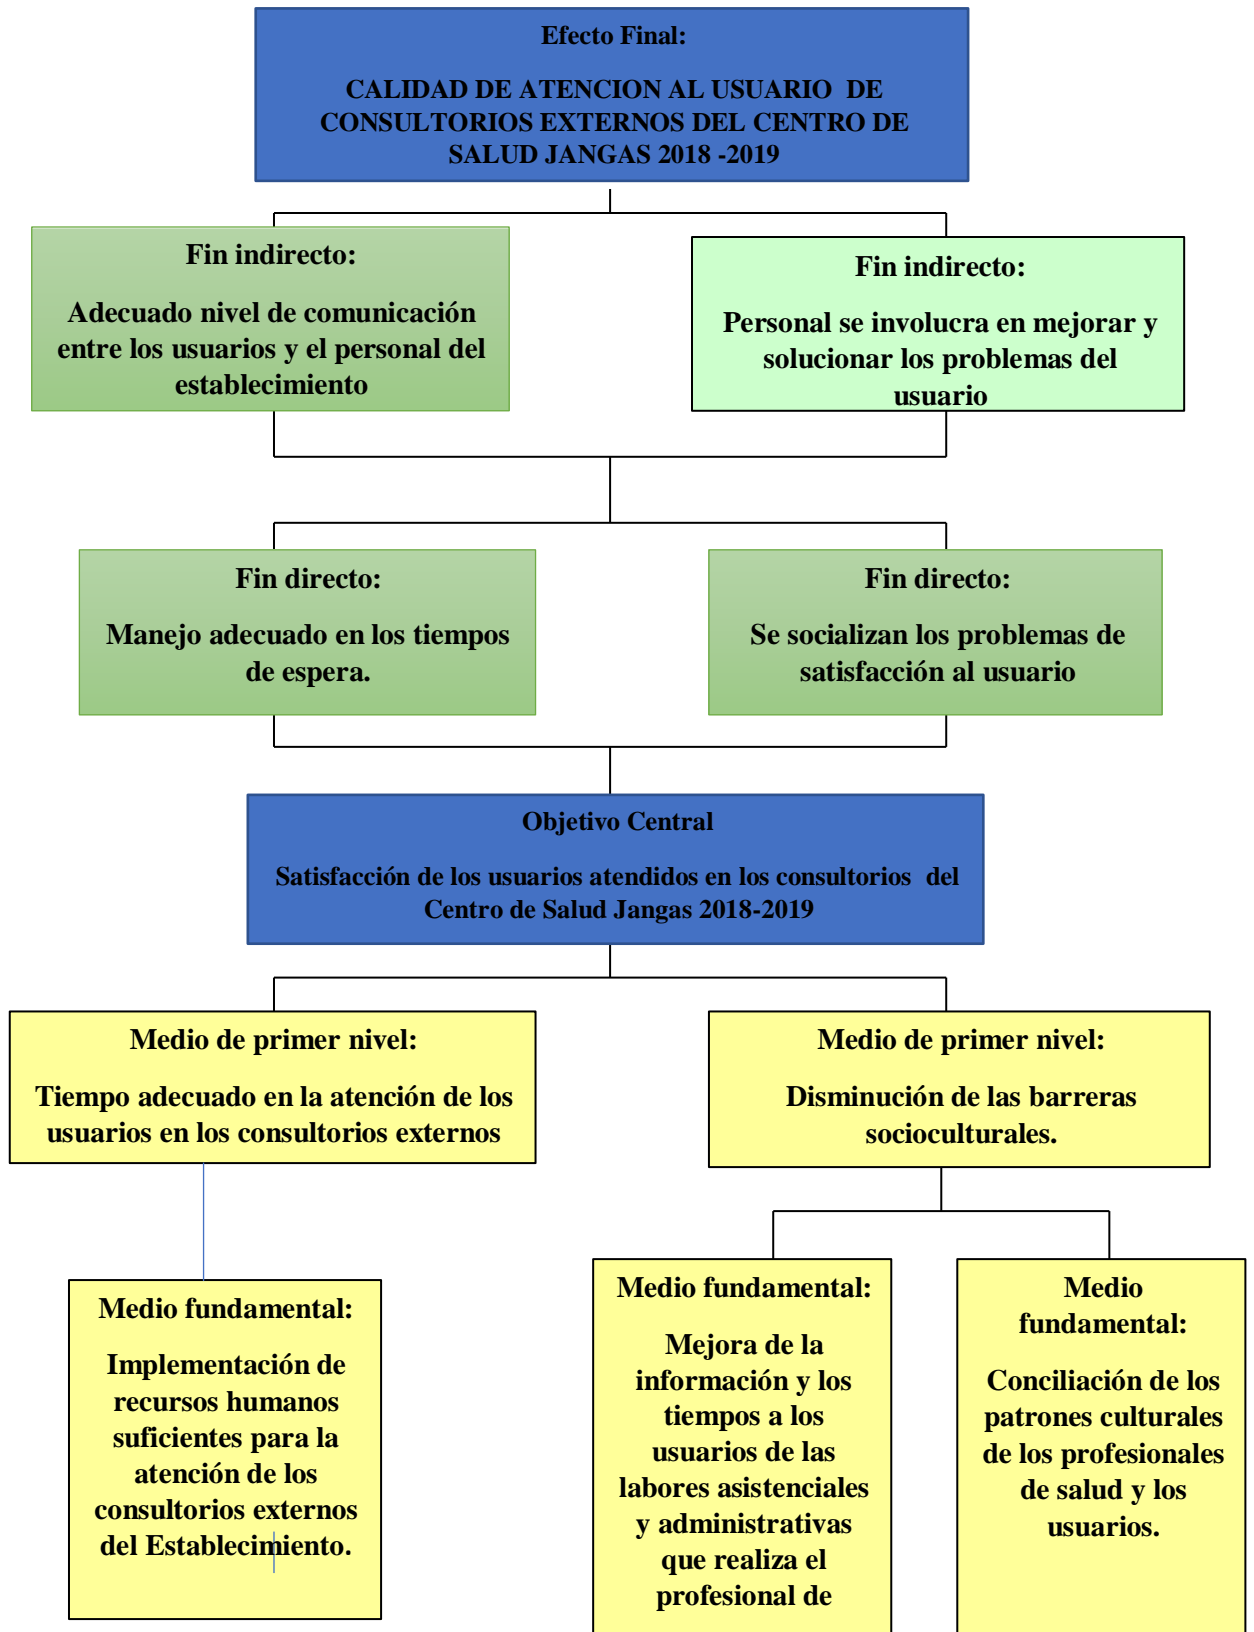 Efecto Final:
CALIDAD DE ATENCION AL USUARIO DE
CONSULTORIOS EXTERNOS DEL CENTRO DE
SALUD JANGAS 2018 -2019
Fin indirecto:
Adecuado nivel de comunicación
entre los usuarios y el personal del
establecimiento
Fin indirecto:
Personal se involucra en mejorar y
solucionar los problemas del
usuario
Fin directo:
Manejo adecuado en los tiempos
de espera.
Fin directo:
Se socializan los problemas de
satisfacción al usuario
Objetivo Central
Satisfacción de los usuarios atendidos en los consultorios del
Centro de Salud Jangas 2018-2019
Medio de primer nivel:
Tiempo adecuado en la atención de los
usuarios en los consultorios externos
Medio de primer nivel:
Disminución de las barreras
socioculturales.
Medio fundamental:
Implementación de
recursos humanos
suficientes para la
atención de los
consultorios externos
del Establecimiento.
Medio fundamental:
Mejora de la
información y los
tiempos a los
usuarios de las
labores asistenciales
y administrativas
que realiza el
profesional de
Medio
fundamental:
Conciliación de los
patrones culturales
de los profesionales
de salud y los
usuarios.